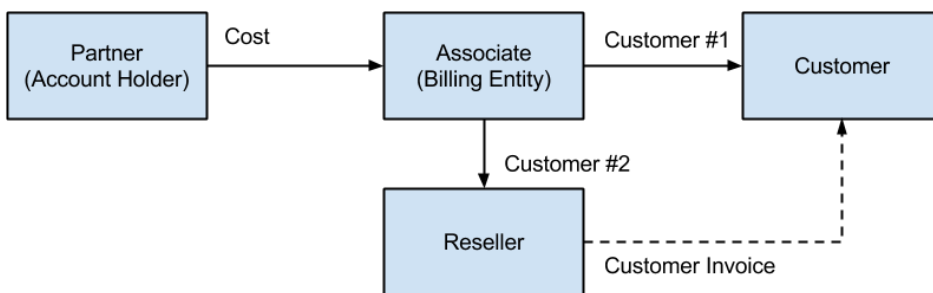 Partner
(Account Holder)
Cost
Associate
(Billing Entity)
Customer #1
Customer
Customer #2
Reseller
Customer Invoice